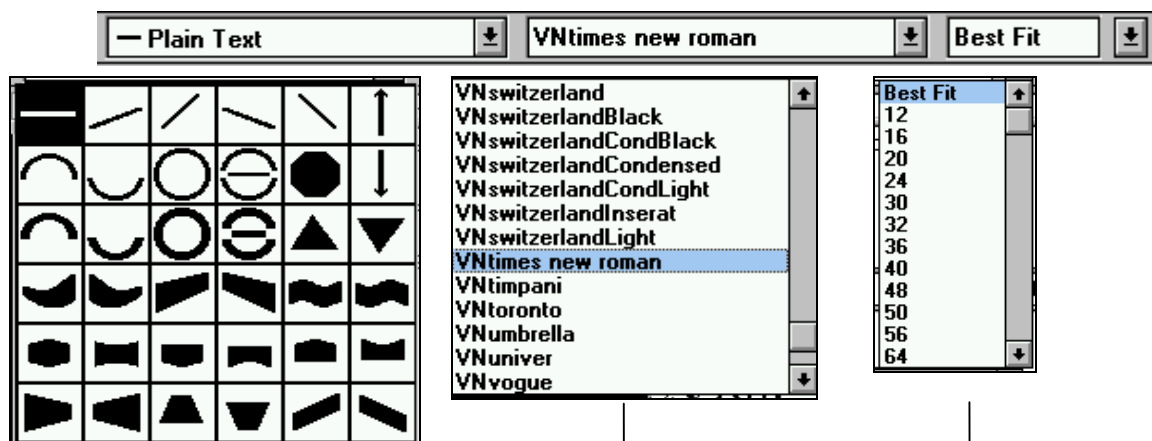 Plain Text VNtimes new roman Best Fit
VNswitzerland
VNswitzerlandBlack
VNswitzerlandCondBlack
VNswitzerlandCondensed
VNswitzerlandCondLight
VNswitzerlandInserat
VNswitzerlandLight
VNtimes new roman
VNtimpani
VNtoronto
VNumbrella
VNuniver
VNvogue
Best Fit
12
16
20
24
30
32
36
40
48
50
56
64